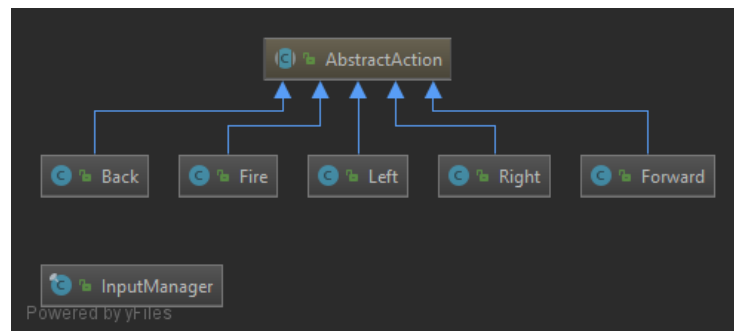 AbstractAction
Back
Fire
Left
Right
Forward
InputManager
Powered by yFiles